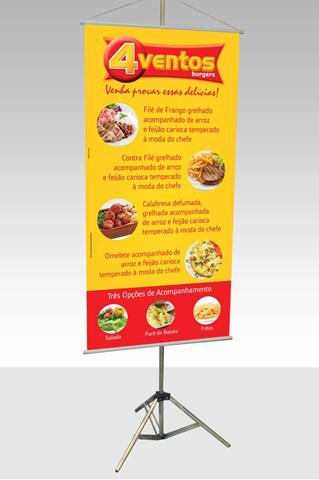 4ventos
burgers
Venha provar essas delícias!
Filé de Frango grelhado
acompanhado de arroz
e feijão carioca temperado
à moda do chefe
Contra Filé grelhado
acompanhado de arroz
e feijão carioca temperado
à moda do chefe
Calabresa defumada,
grelhada acompanhada
de arroz e feijão carioca
temperado à moda do chefe
Omelete acompanhado de
arroz e feijão carioca
temperado à moda do chefe
Três Opções de Acompanhamento
Salada
Purê de Batata
Fritas